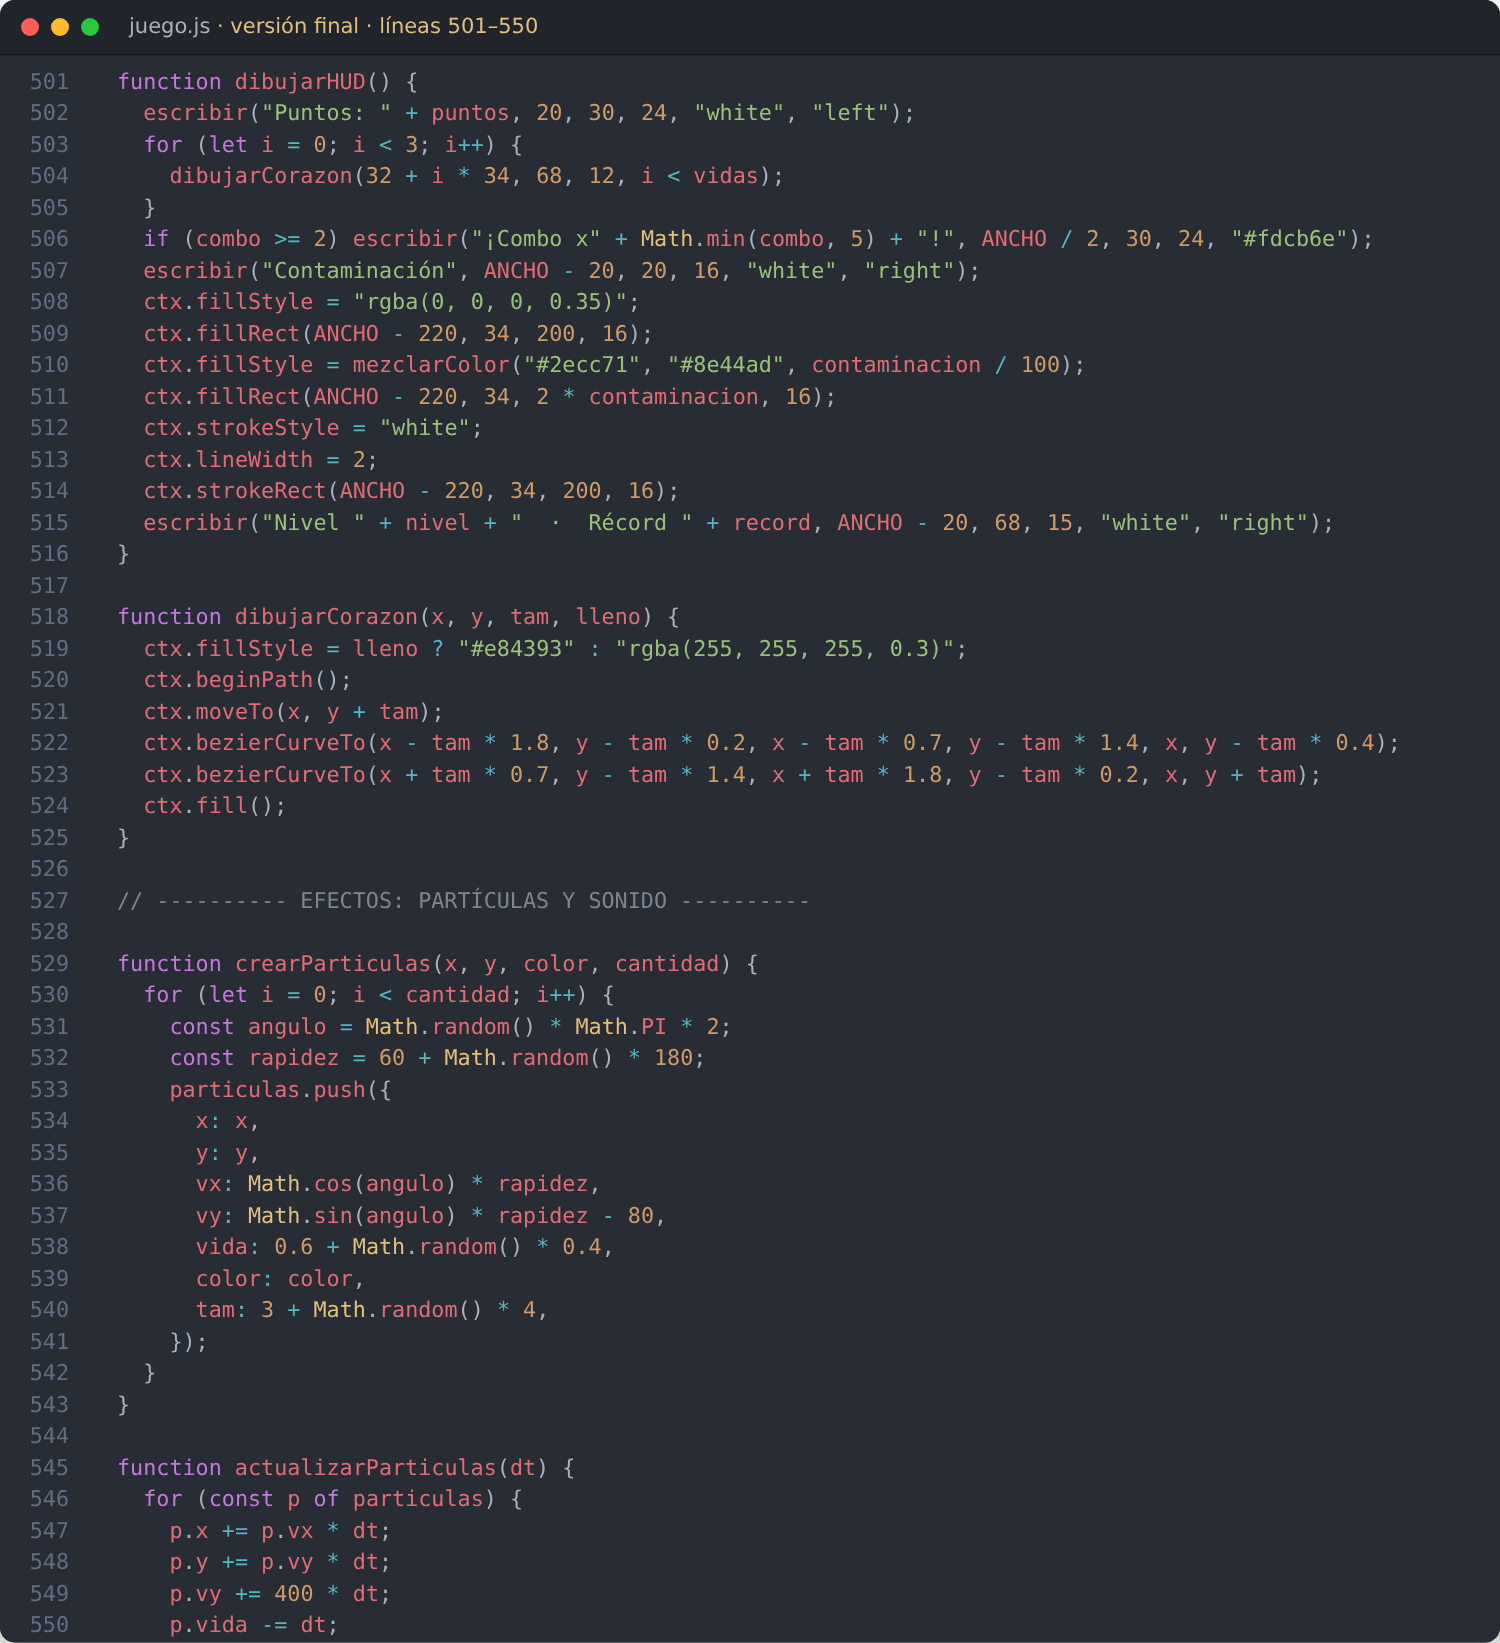 juego.js · versión final · líneas 501–550
501 function dibujarHUD() {
502   escribir("Puntos: " + puntos, 20, 30, 24, "white", "left");
503   for (let i = 0; i < 3; i++) {
504     dibujarCorazon(32 + i * 34, 68, 12, i < vidas);
505   }
506   if (combo >= 2) escribir("¡Combo x" + Math.min(combo, 5) + "!", ANCHO / 2, 30, 24, "#fdcb6e");
507   escribir("Contaminación", ANCHO - 20, 20, 16, "white", "right");
508   ctx.fillStyle = "rgba(0, 0, 0, 0.35)";
509   ctx.fillRect(ANCHO - 220, 34, 200, 16);
510   ctx.fillStyle = mezclarColor("#2ecc71", "#8e44ad", contaminacion / 100);
511   ctx.fillRect(ANCHO - 220, 34, 2 * contaminacion, 16);
512   ctx.strokeStyle = "white";
513   ctx.lineWidth = 2;
514   ctx.strokeRect(ANCHO - 220, 34, 200, 16);
515   escribir("Nivel " + nivel + "  ·  Récord " + record, ANCHO - 20, 68, 15, "white", "right");
516 }
517
518 function dibujarCorazon(x, y, tam, lleno) {
519   ctx.fillStyle = lleno ? "#e84393" : "rgba(255, 255, 255, 0.3)";
520   ctx.beginPath();
521   ctx.moveTo(x, y + tam);
522   ctx.bezierCurveTo(x - tam * 1.8, y - tam * 0.2, x - tam * 0.7, y - tam * 1.4, x, y - tam * 0.4);
523   ctx.bezierCurveTo(x + tam * 0.7, y - tam * 1.4, x + tam * 1.8, y - tam * 0.2, x, y + tam);
524   ctx.fill();
525 }
526
527 // ---------- EFECTOS: PARTÍCULAS Y SONIDO ----------
528
529 function crearParticulas(x, y, color, cantidad) {
530   for (let i = 0; i < cantidad; i++) {
531     const angulo = Math.random() * Math.PI * 2;
532     const rapidez = 60 + Math.random() * 180;
533     particulas.push({
534       x: x,
535       y: y,
536       vx: Math.cos(angulo) * rapidez,
537       vy: Math.sin(angulo) * rapidez - 80,
538       vida: 0.6 + Math.random() * 0.4,
539       color: color,
540       tam: 3 + Math.random() * 4,
541     });
542   }
543 }
544
545 function actualizarParticulas(dt) {
546   for (const p of particulas) {
547     p.x += p.vx * dt;
548     p.y += p.vy * dt;
549     p.vy += 400 * dt;
550     p.vida -= dt;